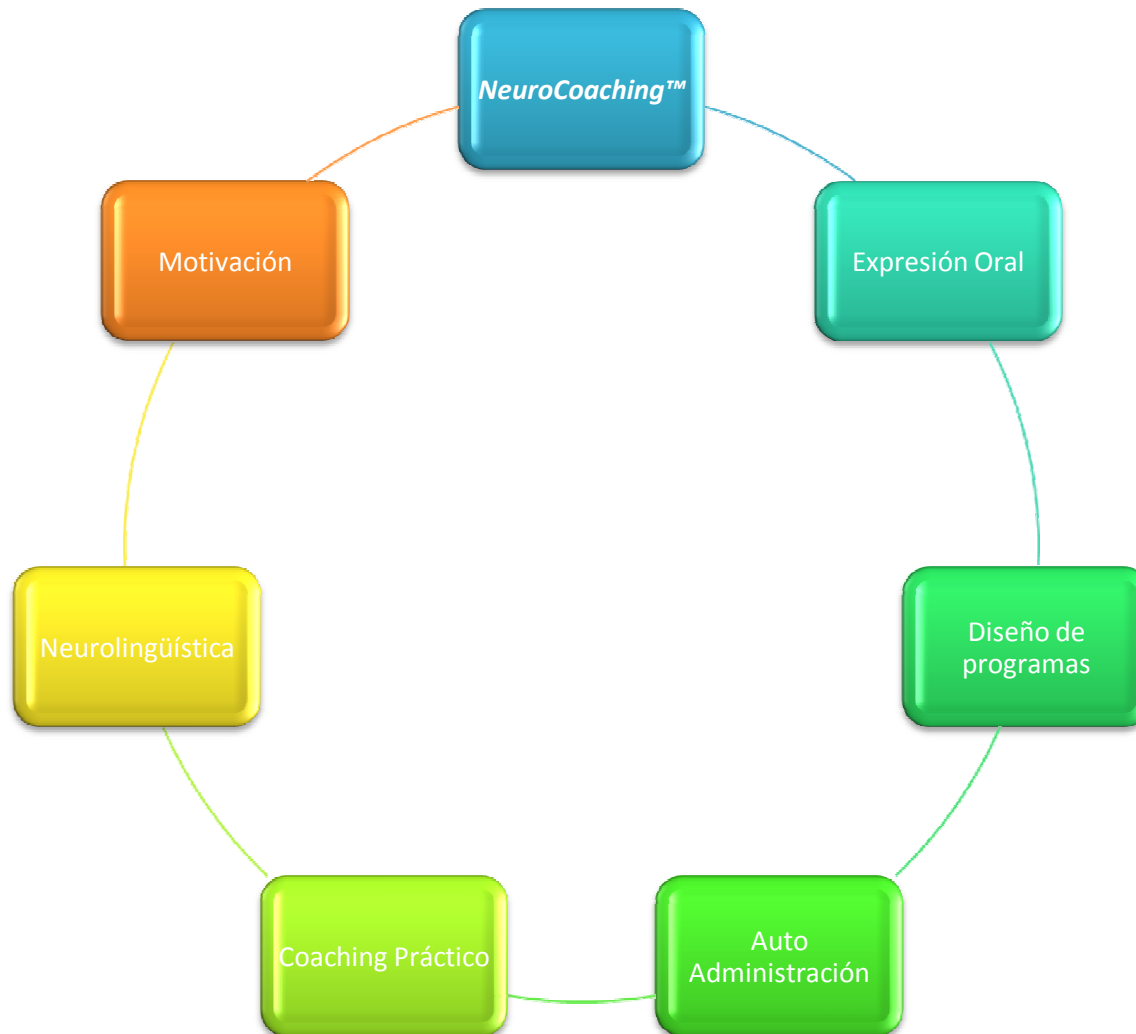 NeuroCoaching™
Expresión Oral
Diseño de
programas
Auto
Administración
Coaching Práctico
Neurolingüística
Motivación